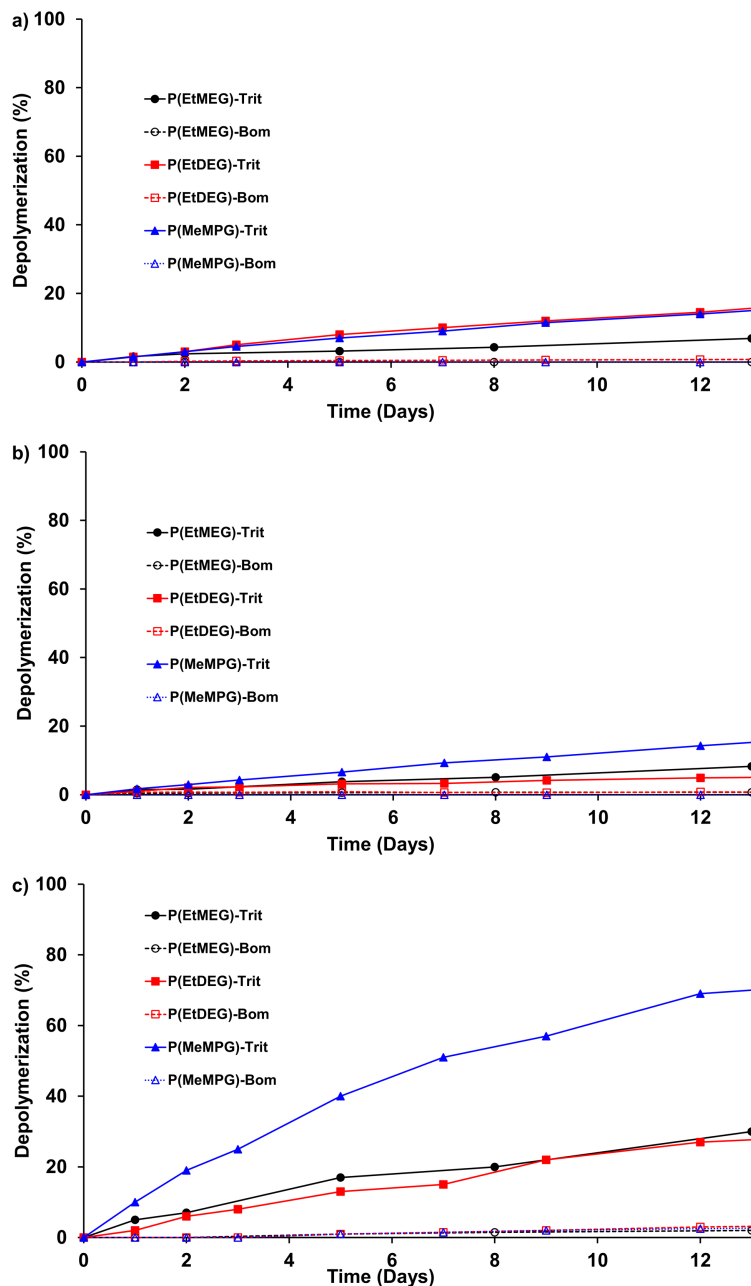 a)
100
80
60
40
20
0
Depolymerization (%)
P(EtMEG)-Trit
P(EtMEG)-Bom
P(EtDEG)-Trit
P(EtDEG)-Bom
P(MeMPG)-Trit
P(MeMPG)-Bom
0 2 4 6 8 10 12
Time (Days)
b)
100
80
60
40
20
0
Depolymerization (%)
P(EtMEG)-Trit
P(EtMEG)-Bom
P(EtDEG)-Trit
P(EtDEG)-Bom
P(MeMPG)-Trit
P(MeMPG)-Bom
0 2 4 6 8 10 12
Time (Days)
c)
100
80
60
40
20
0
Depolymerization (%)
P(EtMEG)-Trit
P(EtMEG)-Bom
P(EtDEG)-Trit
P(EtDEG)-Bom
P(MeMPG)-Trit
P(MeMPG)-Bom
0 2 4 6 8 10 12
Time (Days)